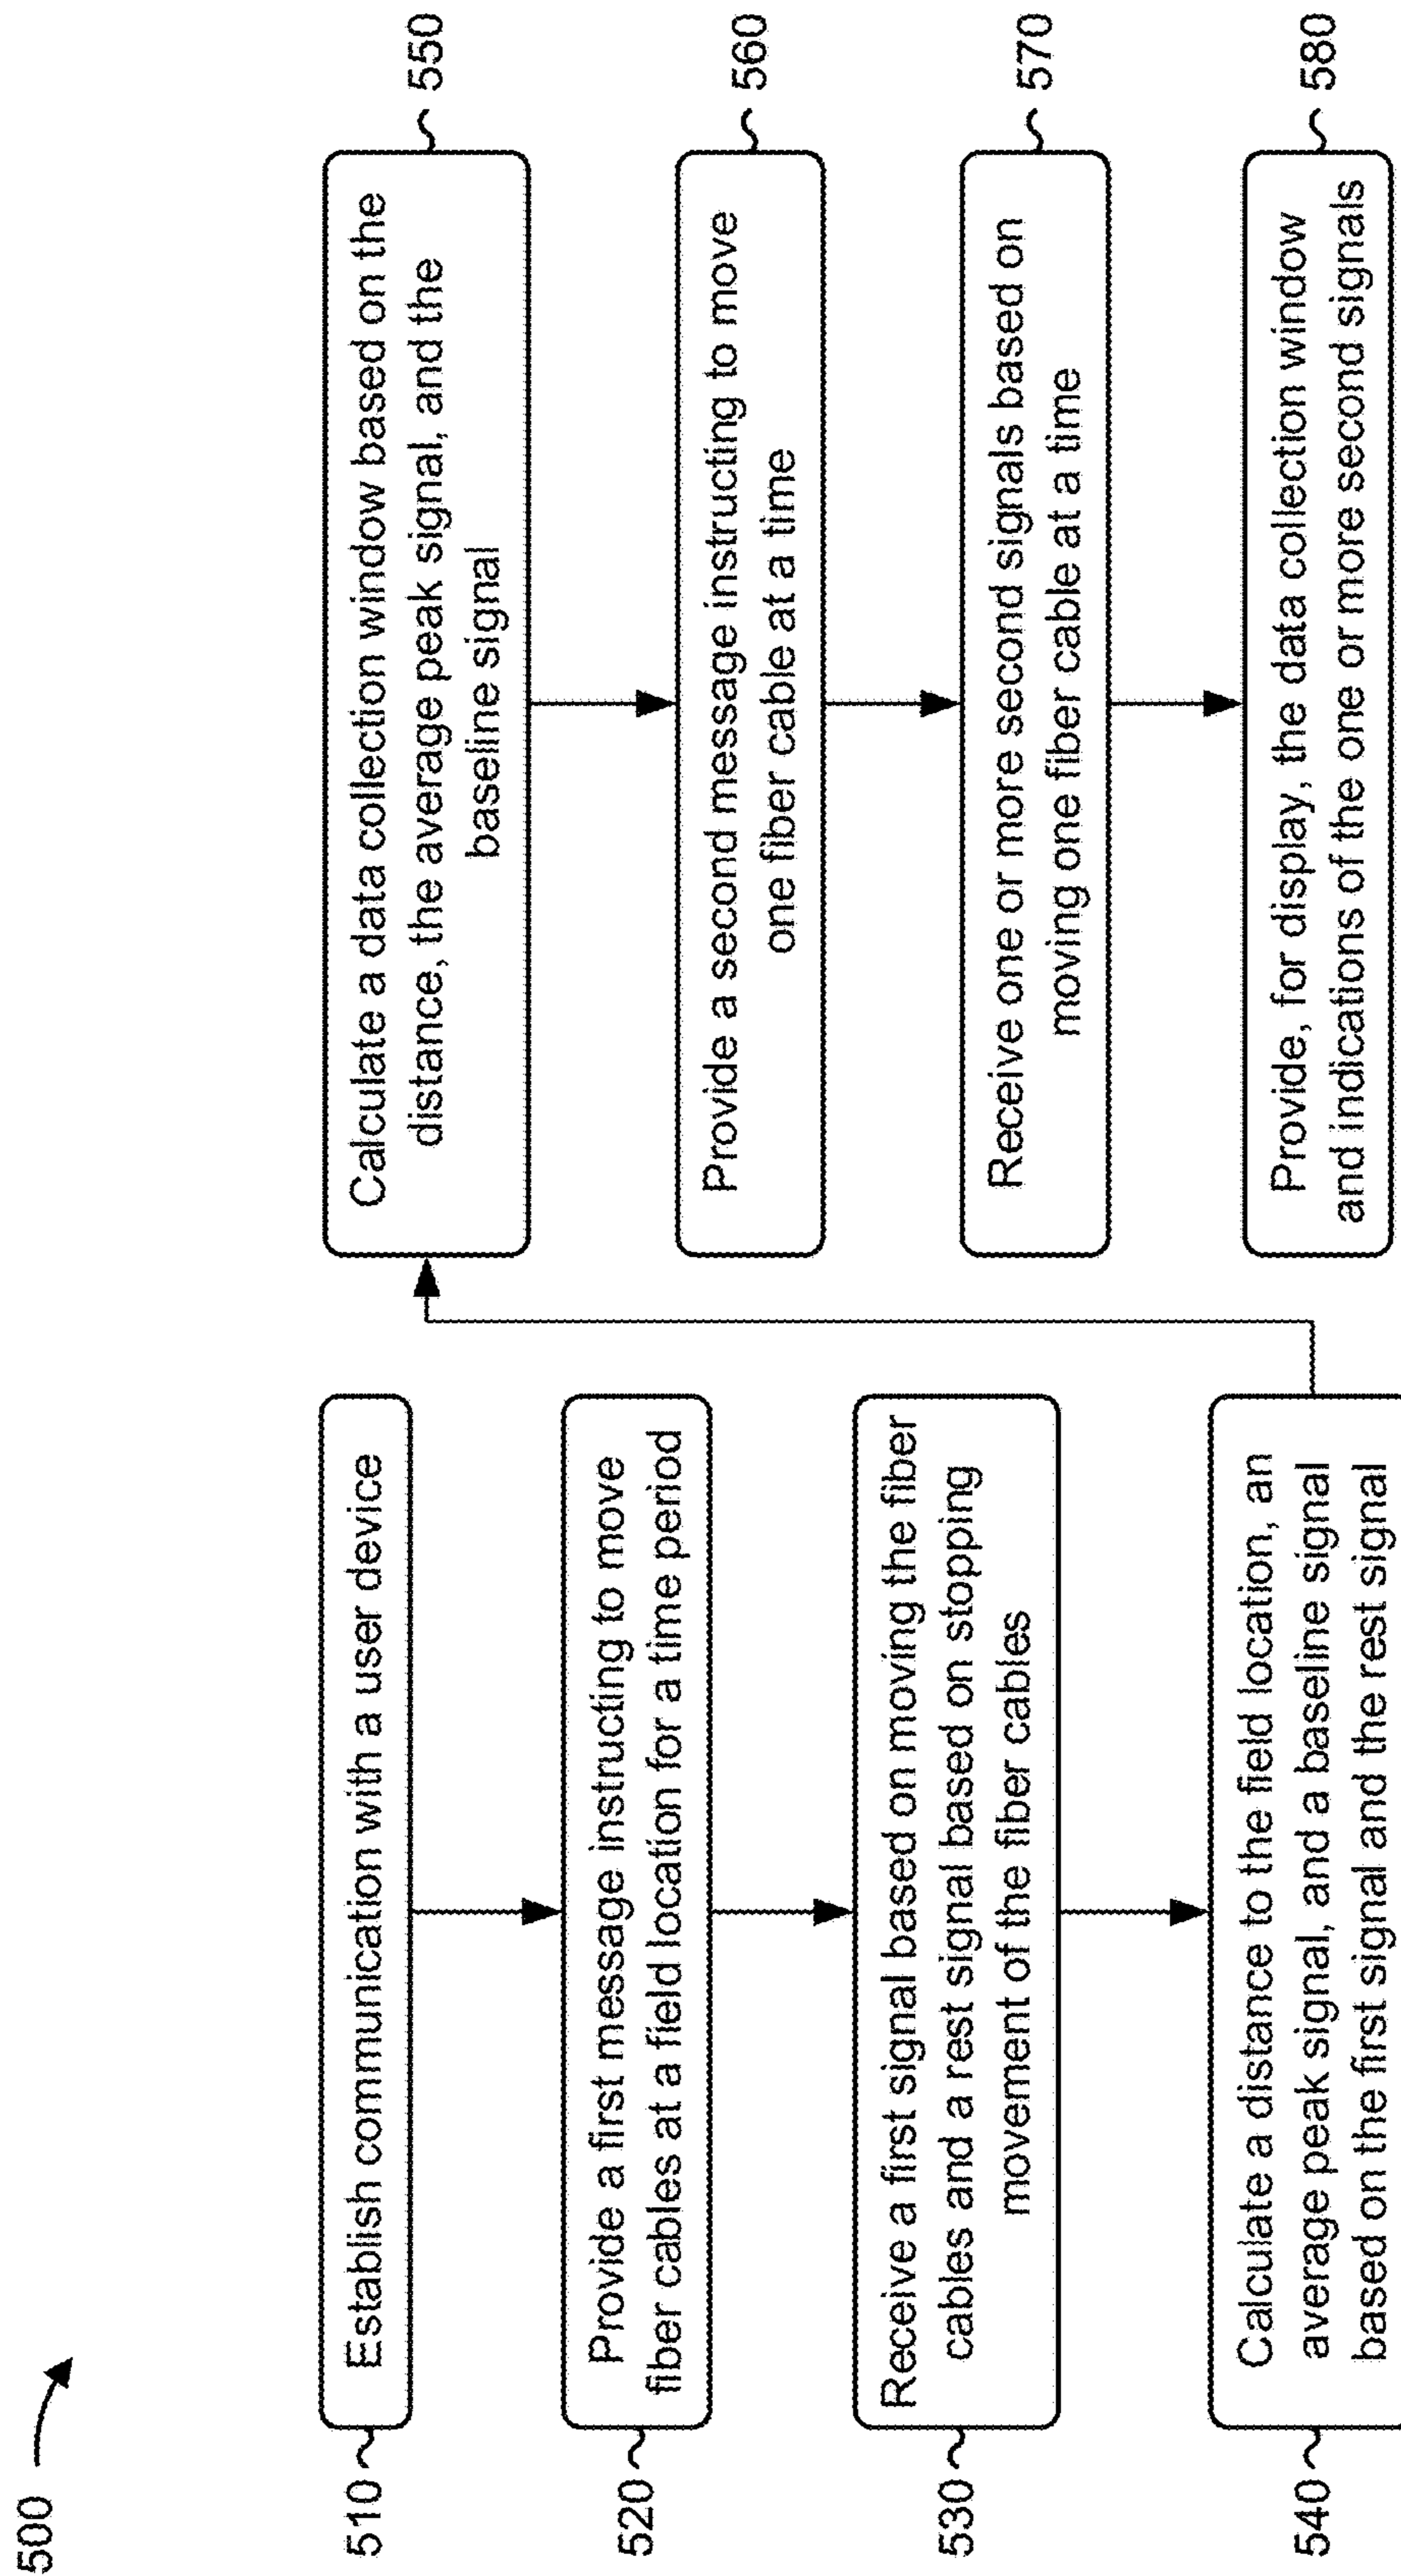 500
510
Establish communication with a user device
520
Provide a first message instructing to move
fiber cables at a field location for a time period
530
Receive a first signal based on moving the fiber
cables and a rest signal based on stopping
movement of the fiber cables
540
Calculate a distance to the field location, an
average peak signal, and a baseline signal
based on the first signal and the rest signal
550
Calculate a data collection window based on the
distance, the average peak signal, and the
baseline signal
560
Provide a second message instructing to move
one fiber cable at a time
570
Receive one or more second signals based on
moving one fiber cable at a time
580
Provide, for display, the data collection window
and indications of the one or more second signals